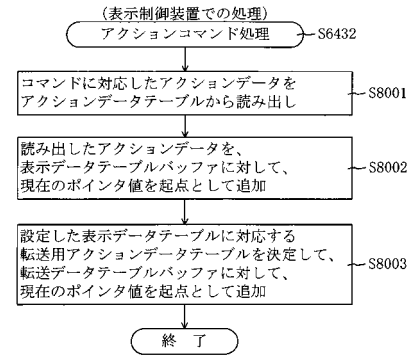 （表示制御装置での処理）
アクションコマンド処理
S6432
コマンドに対応したアクションデータを
アクションデータテーブルから読み出し
S8001
読み出したアクションデータを、
表示データテーブルバッファに対して、
現在のポインタ値を起点として追加
S8002
設定した表示データテーブルに対応する
転送用アクションデータテーブルを決定して、
転送データテーブルバッファに対して、
現在のポインタ値を起点として追加
S8003
終 了